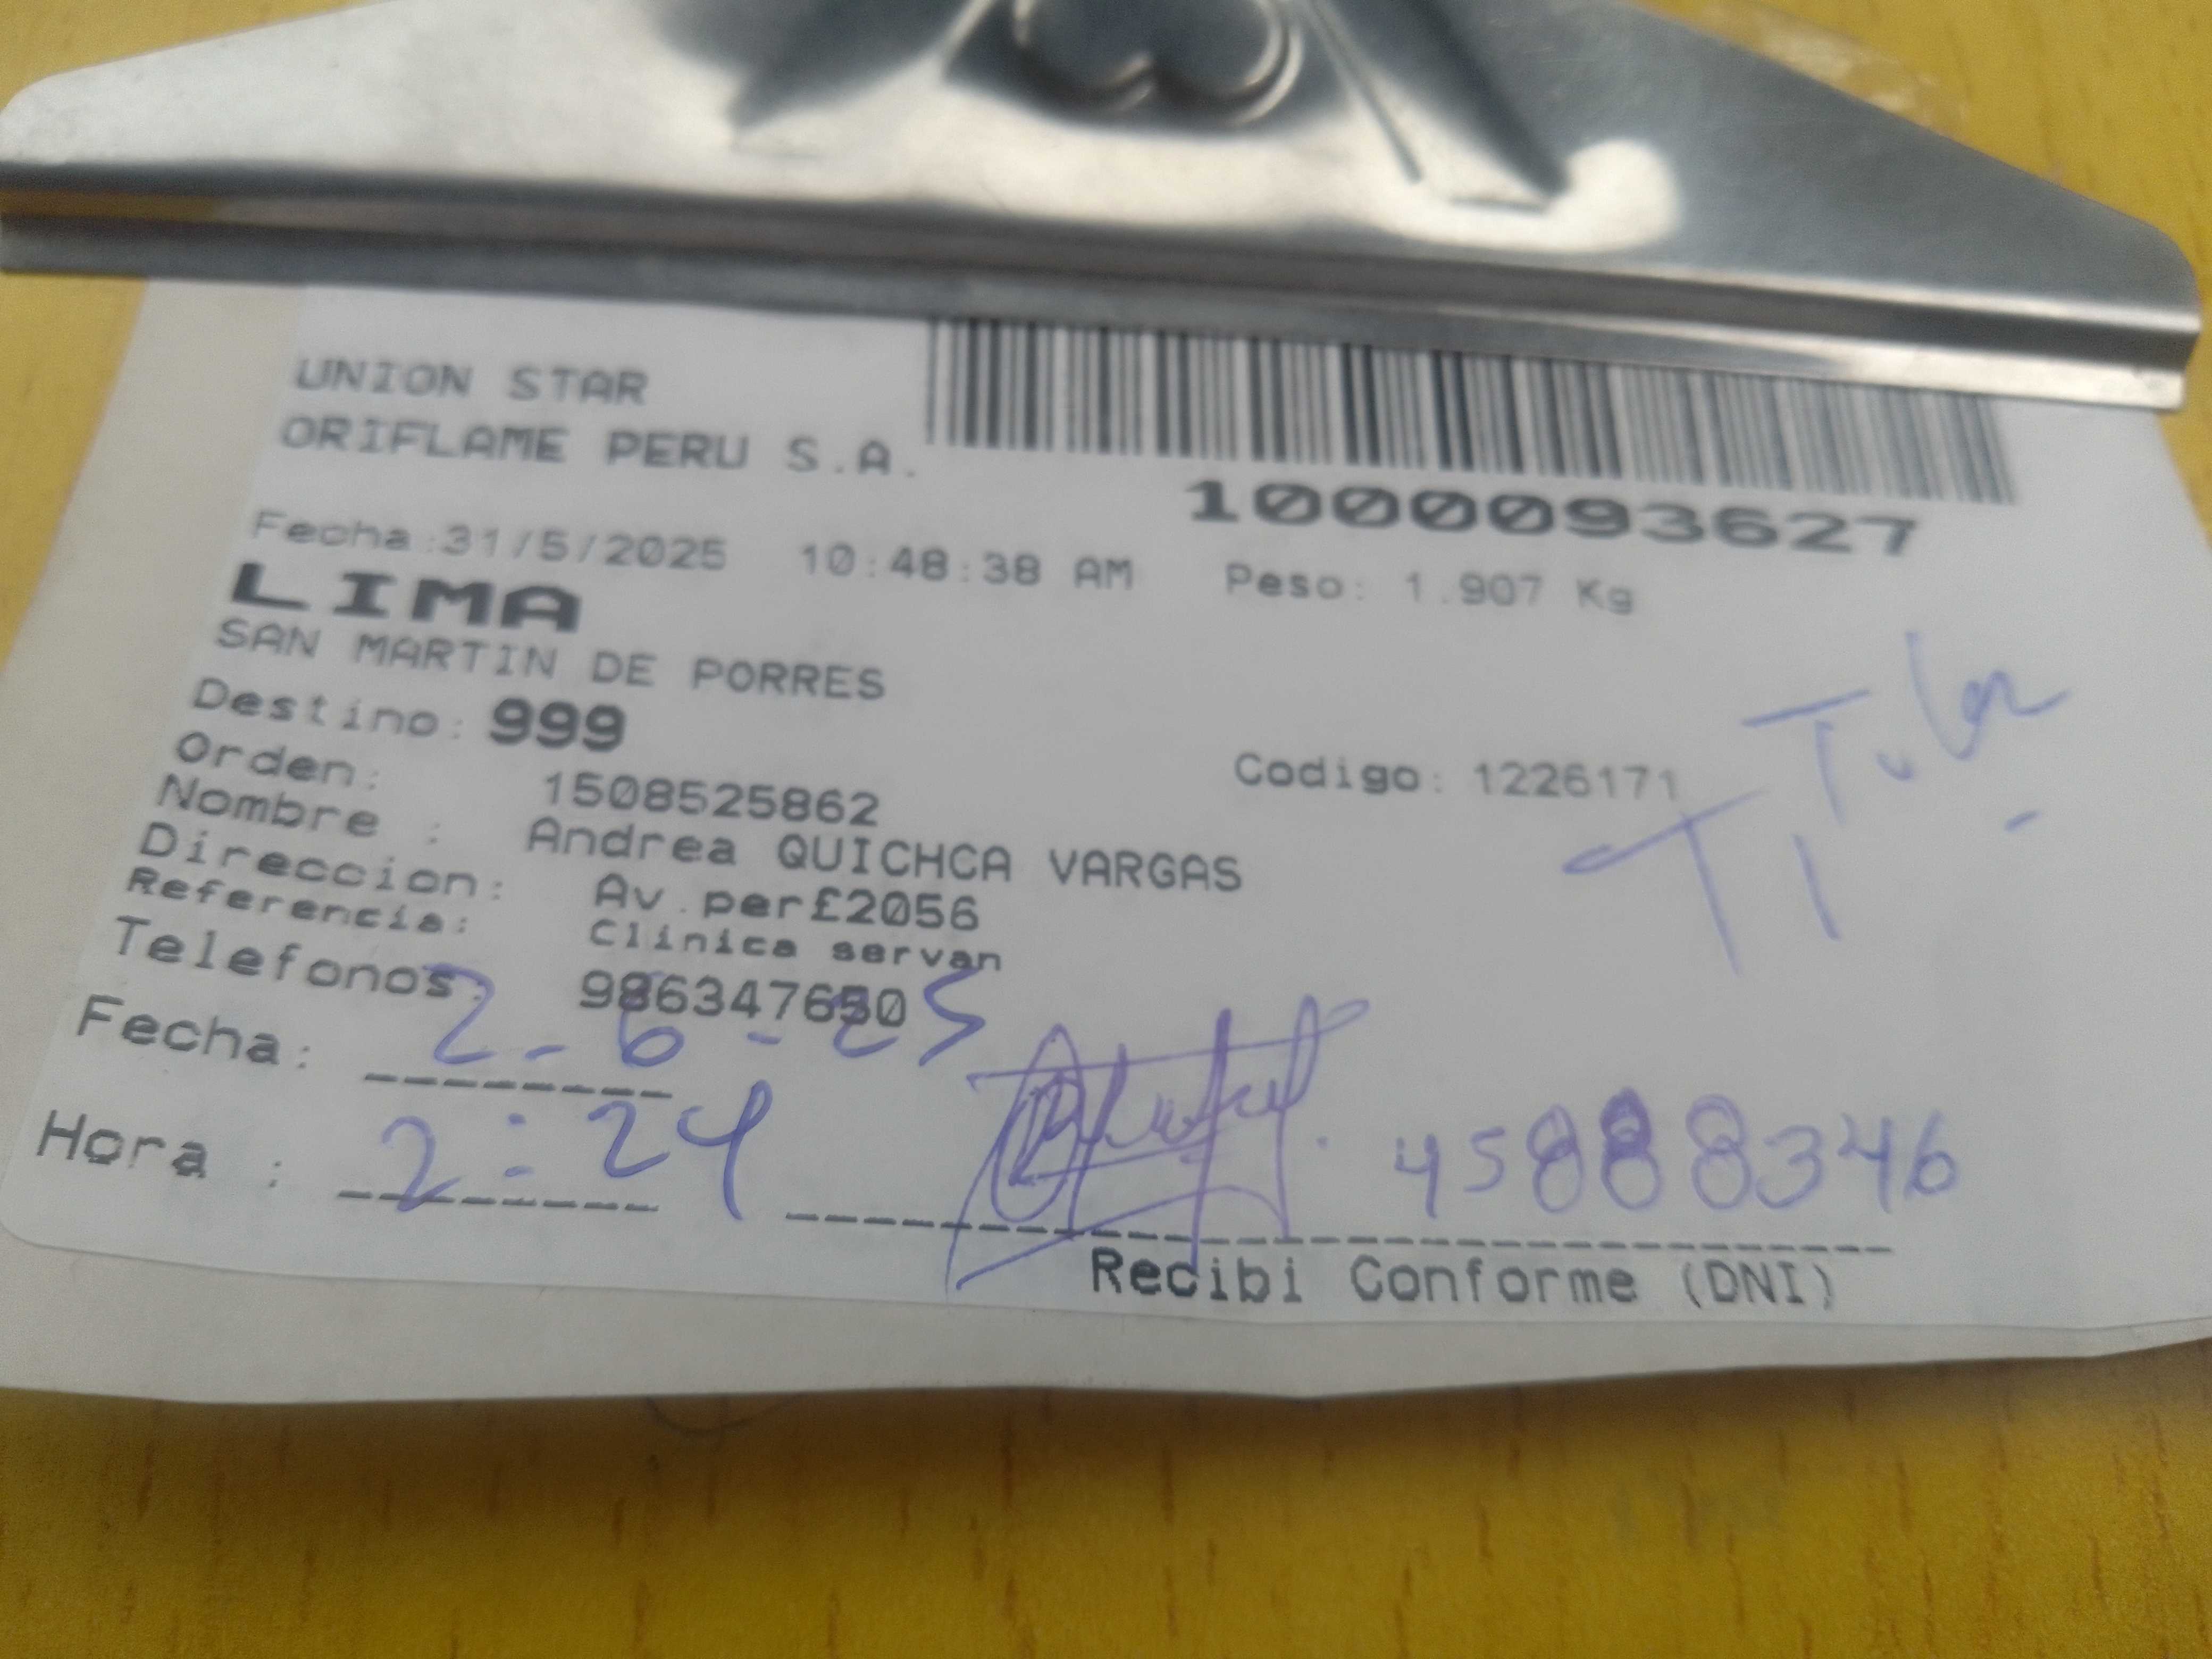 UNION STAR
ORIFLAME PERU S.A.
1000093627
Fecha:31/5/2025 10:48:38 AM Peso: 1.907 Kg
LIMA
SAN MARTIN DE PORRES
Destino: 999
Orden: 1508525862 Codigo: 1226171
Nombre : Andrea QUICHCA VARGAS
Direccion: Av.per£2056
Referencia: Clinica servan
Telefonos: 986347650
Fecha: 2-6-25
Hora : 2:24
45888346
Recibi Conforme (DNI)